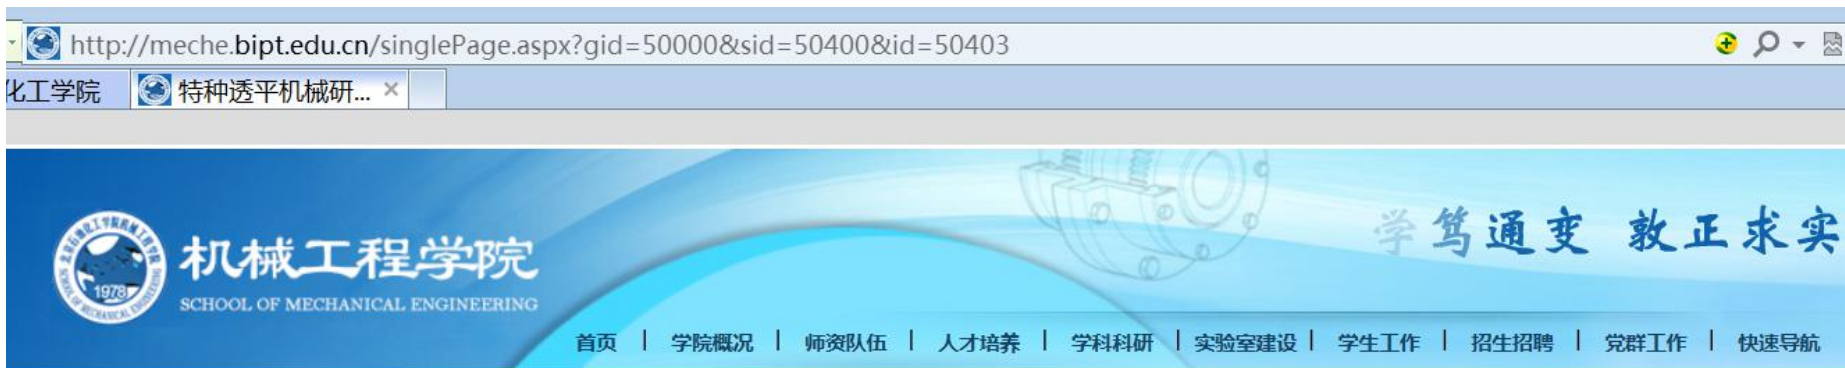 http://meche.bipt.edu.cn/singlePage.aspx?gid=50000&sid=50400&id=50403
化工学院 特种透平机械研... ×
学笃通变 敦正求实
机械工程学院
SCHOOL OF MECHANICAL ENGINEERING
1978
首页 | 学院概况 | 师资队伍 | 人才培养 | 学科科研 | 实验室建设 | 学生工作 | 招生招聘 | 党群工作 | 快速导航